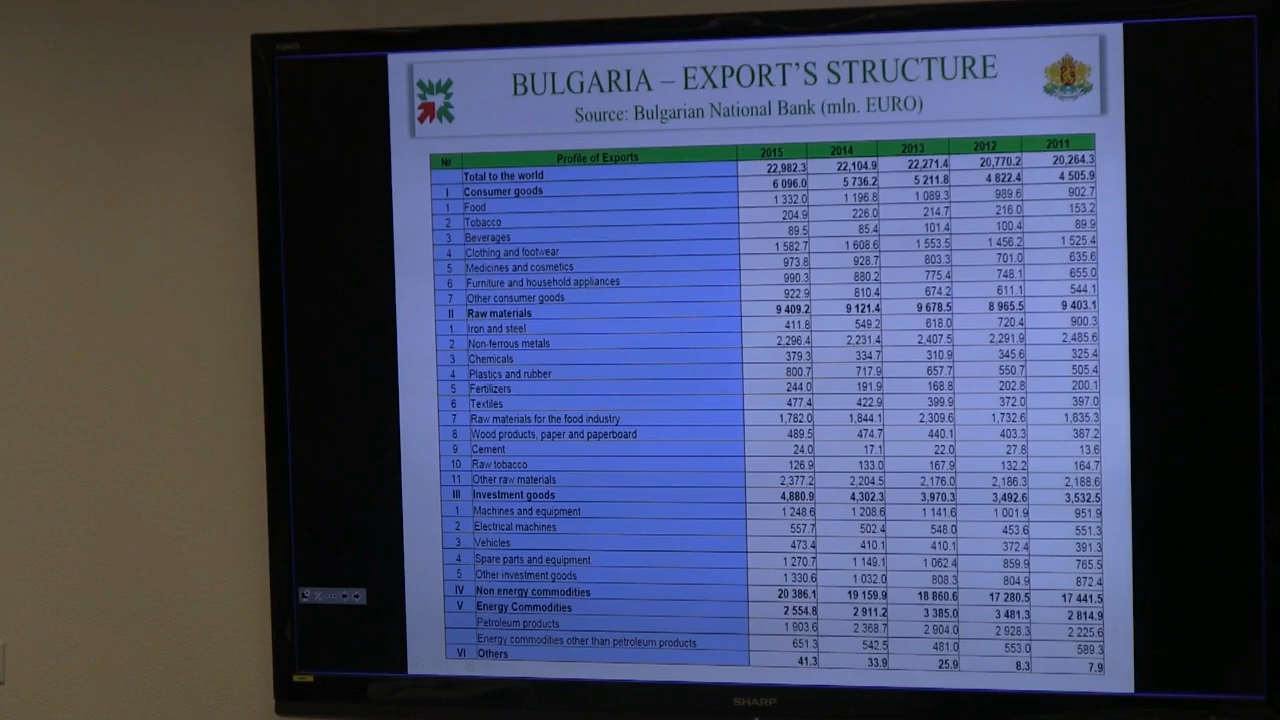 BULGARIA – EXPORT'S STRUCTURE
Source: Bulgarian National Bank (mln. EURO)
№ Profile of Exports 2015 2014 2013 2012 2011
Total to the world 22,982.3 22,104.9 22,271.4 20,770.2 20,264.3
I Consumer goods 6 096.0 5 736.2 5 211.8 4 822.4 4 505.9
1 Food 1 332.0 1 196.8 1 089.3 989.6 902.7
2 Tobacco 204.9 226.0 214.7 216.0 153.2
3 Beverages 89.5 85.4 101.4 100.4 89.9
4 Clothing and footwear 1 582.7 1 608.6 1 553.5 1 456.2 1 525.4
5 Medicines and cosmetics 973.8 928.7 803.3 701.0 635.6
6 Furniture and household appliances 990.3 880.2 775.4 748.1 655.0
7 Other consumer goods 922.9 810.4 674.2 611.1 544.1
II Raw materials 9 409.2 9 121.4 9 678.5 8 965.5 9 403.1
1 Iron and steel 411.8 549.2 618.0 720.4 900.3
2 Non-ferrous metals 2,296.4 2,231.4 2,407.5 2,291.9 2,485.6
3 Chemicals 379.3 334.7 310.9 345.6 325.4
4 Plastics and rubber 800.7 717.9 657.7 550.7 505.4
5 Fertilizers 244.0 191.9 168.8 202.8 200.1
6 Textiles 477.4 422.9 399.9 372.0 397.0
7 Raw materials for the food industry 1,782.0 1,844.1 2,309.6 1,732.6 1,835.3
8 Wood products, paper and paperboard 489.5 474.7 440.1 403.3 387.2
9 Cement 24.0 17.1 22.0 27.8 13.6
10 Raw tobacco 126.9 133.0 167.9 132.2 164.7
11 Other raw materials 2,377.2 2,204.5 2,176.0 2,186.3 2,188.6
III Investment goods 4,880.9 4,302.3 3,970.3 3,492.6 3,532.5
1 Machines and equipment 1 248.6 1 208.6 1 141.6 1 001.9 951.9
2 Electrical machines 557.7 502.4 548.0 453.6 551.3
3 Vehicles 473.4 410.1 410.1 372.4 391.3
4 Spare parts and equipment 1 270.7 1 149.1 1 062.4 859.9 765.5
5 Other investment goods 1 330.6 1 032.0 808.3 804.9 872.4
IV Non energy commodities 20 386.1 19 159.9 18 860.6 17 280.5 17 441.5
V Energy Commodities 2 554.8 2 911.2 3 385.0 3 481.3 2 814.9
Petroleum products 1 903.6 2 368.7 2 904.0 2 928.3 2 225.6
Energy commodities other than petroleum products 651.3 542.5 481.0 553.0 589.3
VI Others 41.3 33.9 25.9 8.3 7.9
SHARP